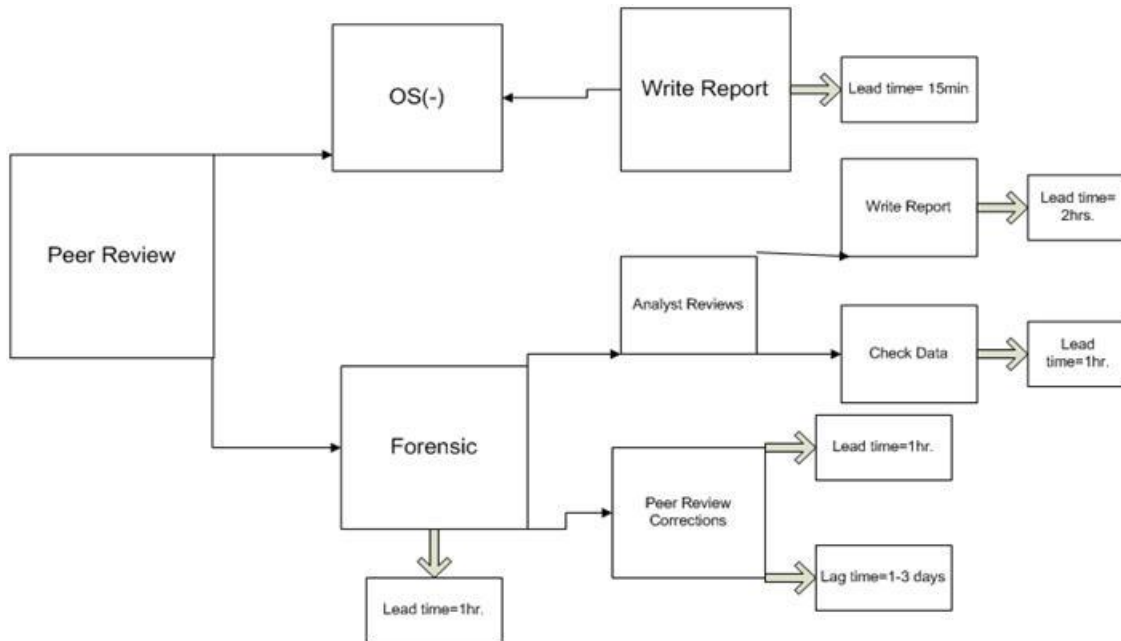 OS(-)
Write Report
Lead time= 15min
Peer Review
Write Report
Lead time=
2hrs.
Analyst Reviews
Check Data
Lead
time=1hr.
Forensic
Lead time=1hr.
Peer Review
Corrections
Lag time=1-3 days
Lead time=1hr.